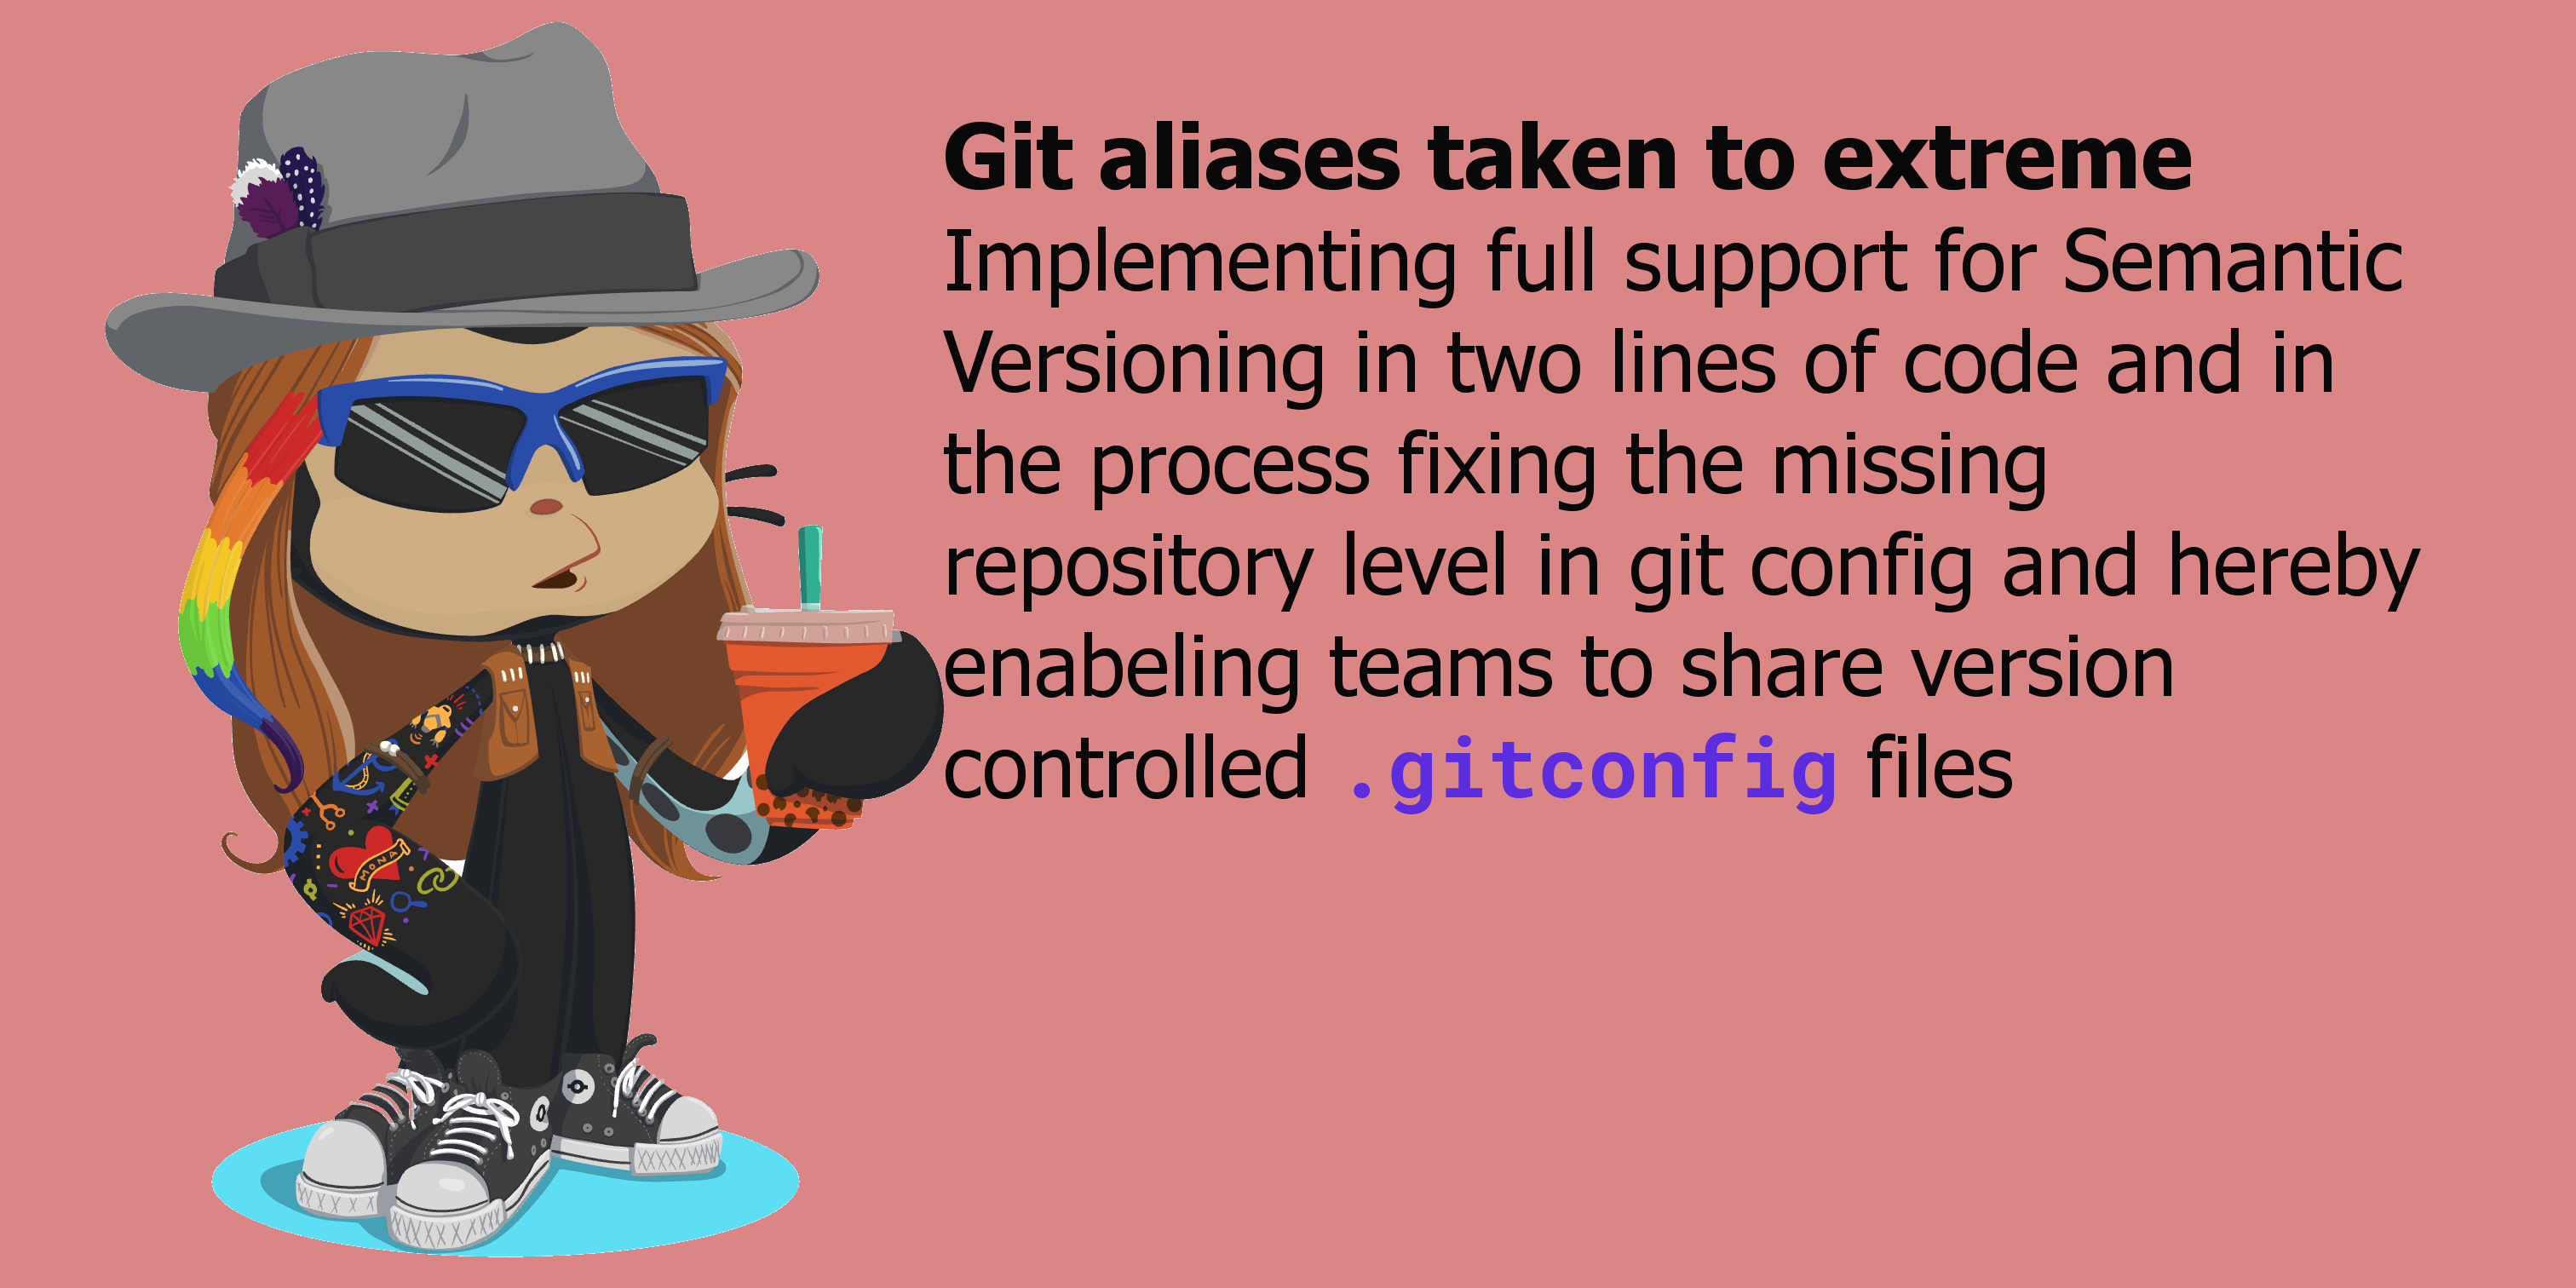 Git aliases taken to extreme
Implementing full support for Semantic
Versioning in two lines of code and in
the process fixing the missing
repository level in git config and hereby
enabeling teams to share version
controlled .gitconfig files
MONA